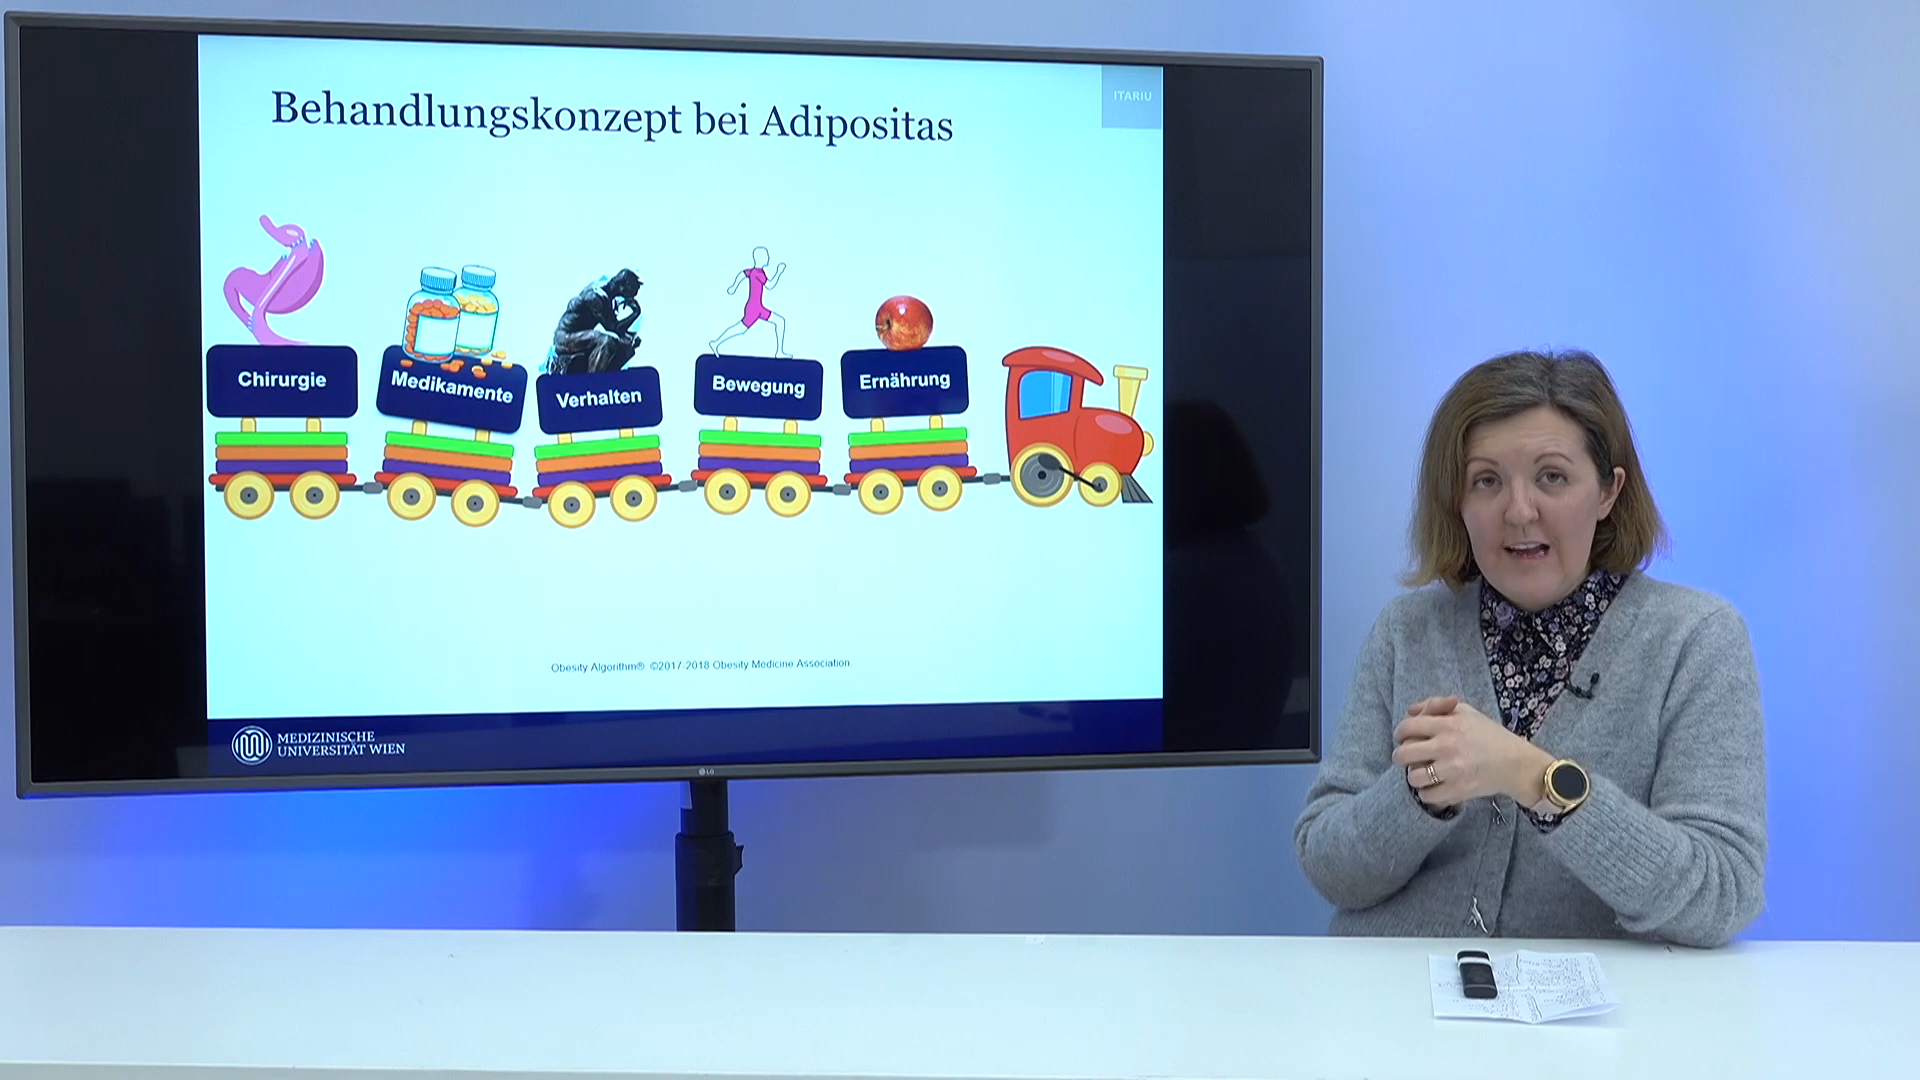 Behandlungskonzept bei Adipositas
ITARIU
Chirurgie
Medikamente
Verhalten
Bewegung
Ernährung
Obesity Algorithm® ©2017-2018 Obesity Medicine Association.
MEDIZINISCHE
UNIVERSITÄT WIEN
LG